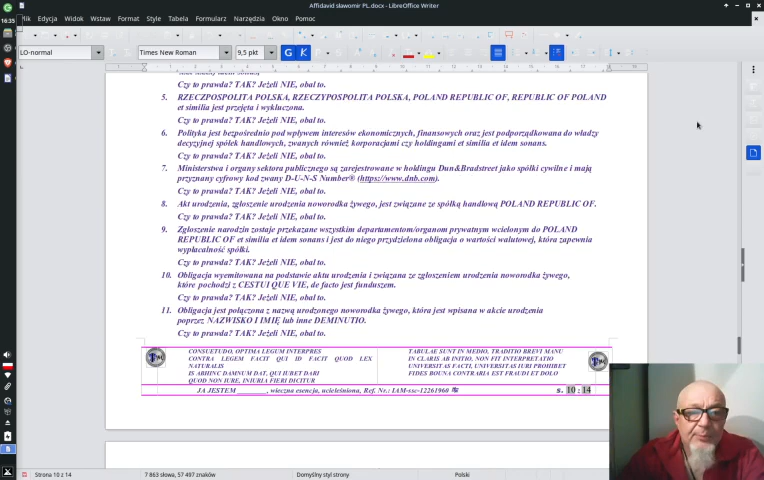 Affidavid sławomir PL.docx - LibreOffice Writer
16:35
Plik Edycja Widok Wstaw Format Style Tabela Formularz Narzędzia Okno Pomoc
LO-normal Times New Roman 9,5 pkt G K P
Czy to prawda? TAK? Jeżeli NIE, obal to.
5. RZECZPOSPOLITA POLSKA, RZECZYPOSPOLITA POLSKA, POLAND REPUBLIC OF, REPUBLIC OF POLAND
et similia jest przejęta i wykluczona.
Czy to prawda? TAK? Jeżeli NIE, obal to.
6. Polityka jest bezpośrednio pod wpływem interesów ekonomicznych, finansowych oraz jest podporządkowana do władzy
decyzyjnej spółek handlowych, zwanych również korporacjami czy holdingami et similia et idem sonans.
Czy to prawda? TAK? Jeżeli NIE, obal to.
7. Ministerstwa i organy sektora publicznego są zarejestrowane w holdingu Dun&Bradstreet jako spółki cywilne i mają
przyznany cyfrowy kod zwany D-U-N-S Number® (https://www.dnb.com).
Czy to prawda? TAK? Jeżeli NIE, obal to.
8. Akt urodzenia, zgłoszenie urodzenia noworodka żywego, jest związane ze spółką handlową POLAND REPUBLIC OF.
Czy to prawda? TAK? Jeżeli NIE, obal to.
9. Zgłoszenie narodzin zostaje przekazane wszystkim departamentom/organom prywatnym wcielonym do POLAND
REPUBLIC OF et similia et idem sonans i jest do niego przydzielona obligacja o wartości walutowej, która zapewnia
wypłacalność spółki.
Czy to prawda? TAK? Jeżeli NIE, obal to.
10. Obligacja wyemitowana na podstawie aktu urodzenia i związana ze zgłoszeniem urodzenia noworodka żywego,
które pochodzi z CESTUI QUE VIE, de facto jest funduszem.
Czy to prawda? TAK? Jeżeli NIE, obal to.
11. Obligacja jest połączona z nazwą urodzonego noworodka żywego, która jest wpisana w akcie urodzenia
poprzez NAZWISKO I IMIĘ lub inne DEMINUTIO.
Czy to prawda? TAK? Jeżeli NIE, obal to.
CONSUETUDO, OPTIMA LEGUM INTERPRES
CONTRA LEGEM FACIT QUI ID FACIT QUOD LEX
NATURALIS
IS ABHINC DAMNUM DAT, QUI IUBET DARI
QUOD NON IURE, INIURIA FIERI DICITUR
TABULAE SUNT IN MEDIO, TRADITIO BREVI MANU
IN CLARIS AB INITIO, NON FIT INTERPRETATIO
UNIVERSITAS FACTI, UNIVERSITAS IURI PROHIBET
FIDES BOUNA CONTRARIA EST FRAUDI ET DOLO
JA JESTEM _______, wieczna esencja, ucieleśniona, Ref. Nr.: IAM-ssc-12261960
s. 10 : 14
Strona 10 z 14 7 863 słowa, 57 497 znaków Domyślny styl strony Polski